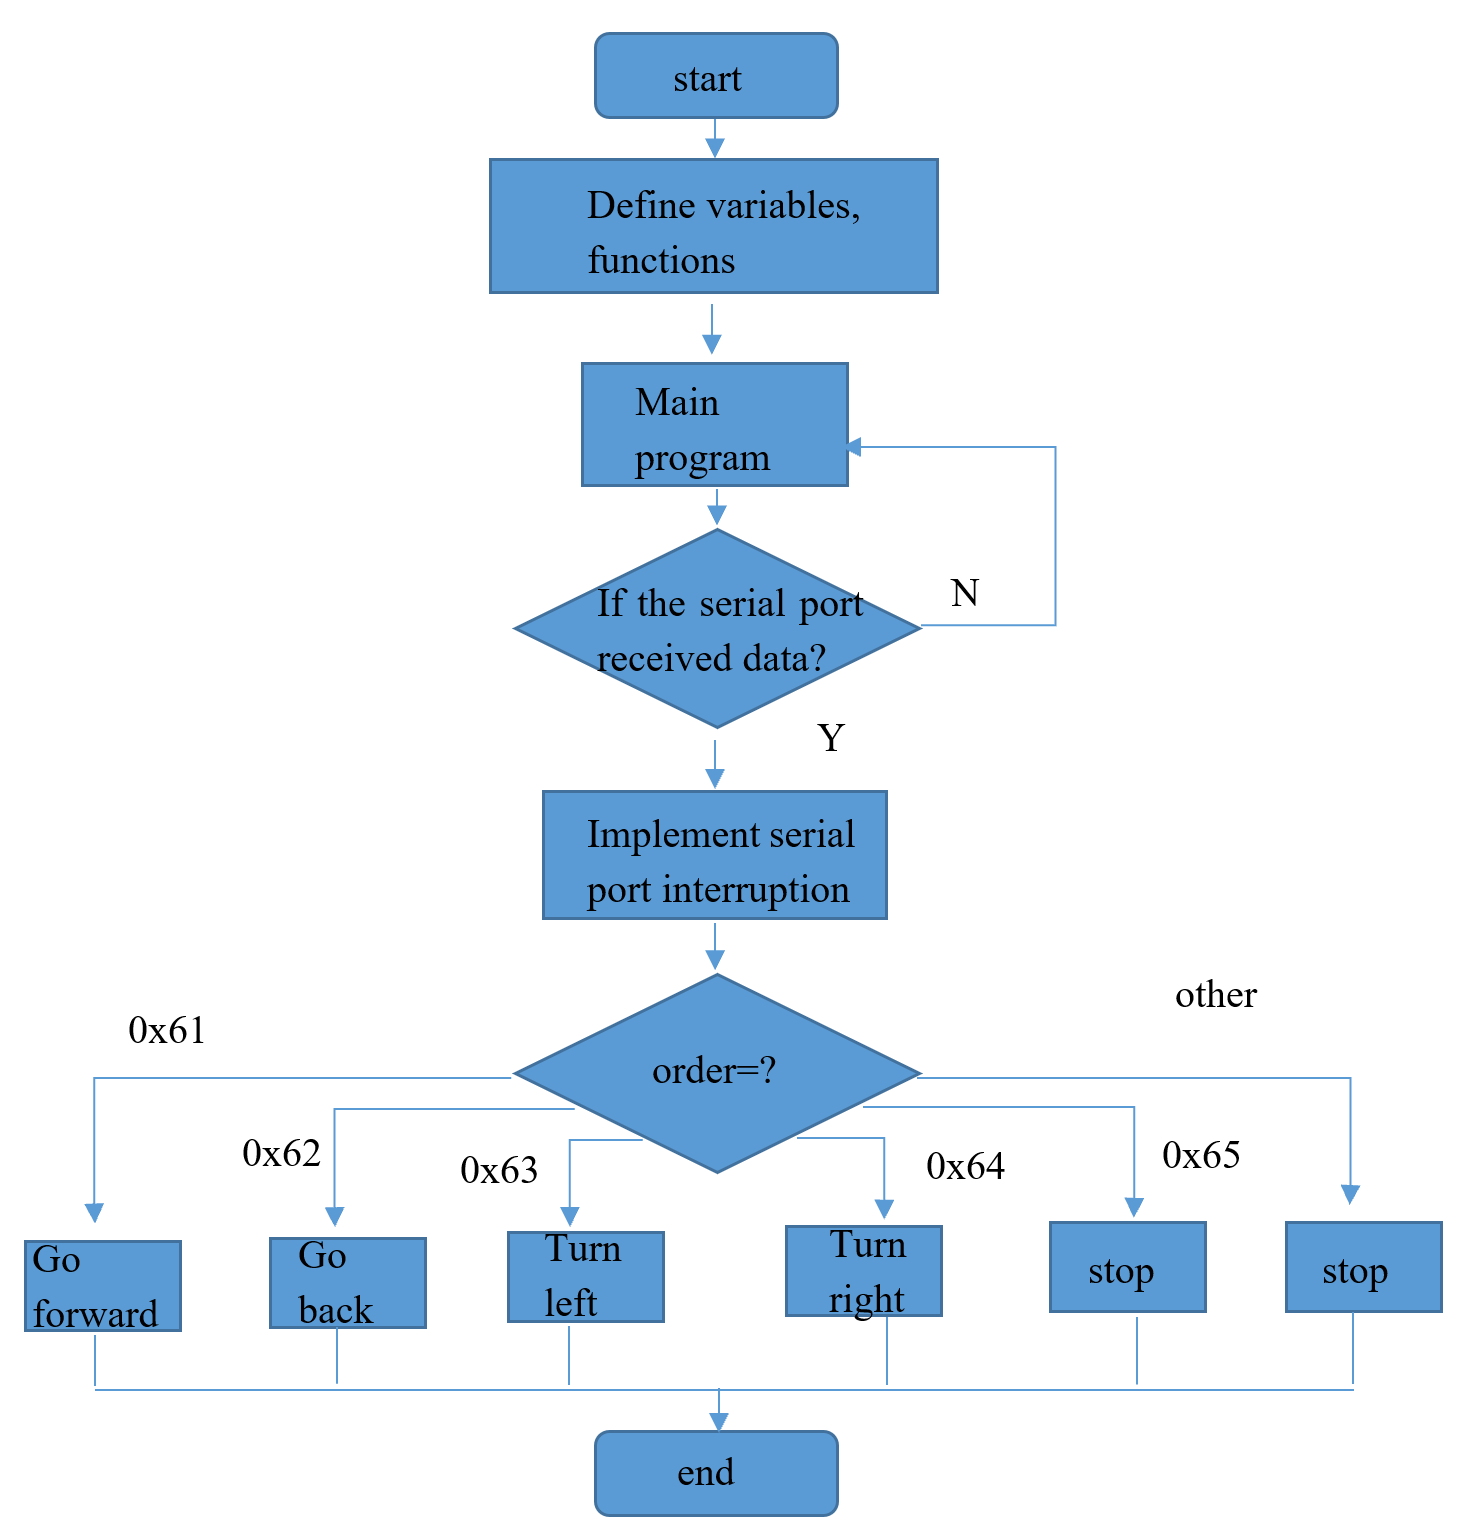 start
Define variables,
functions
Main
program
If the serial port
received data?
N
Y
Implement serial
port interruption
order=?
other
0x61
0x62
0x63
0x64
0x65
Go
forward
Go
back
Turn
left
Turn
right
stop
stop
end